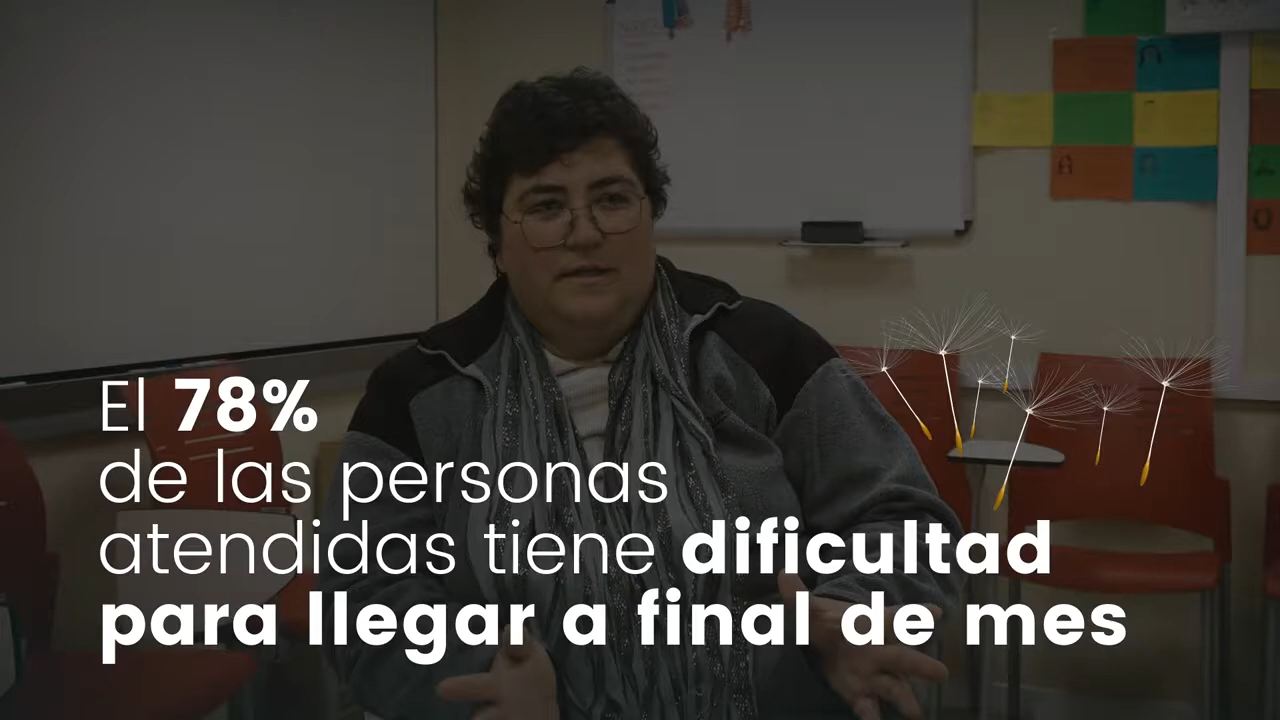 El 78%
de las personas
atendidas tiene dificultad
para llegar a final de mes